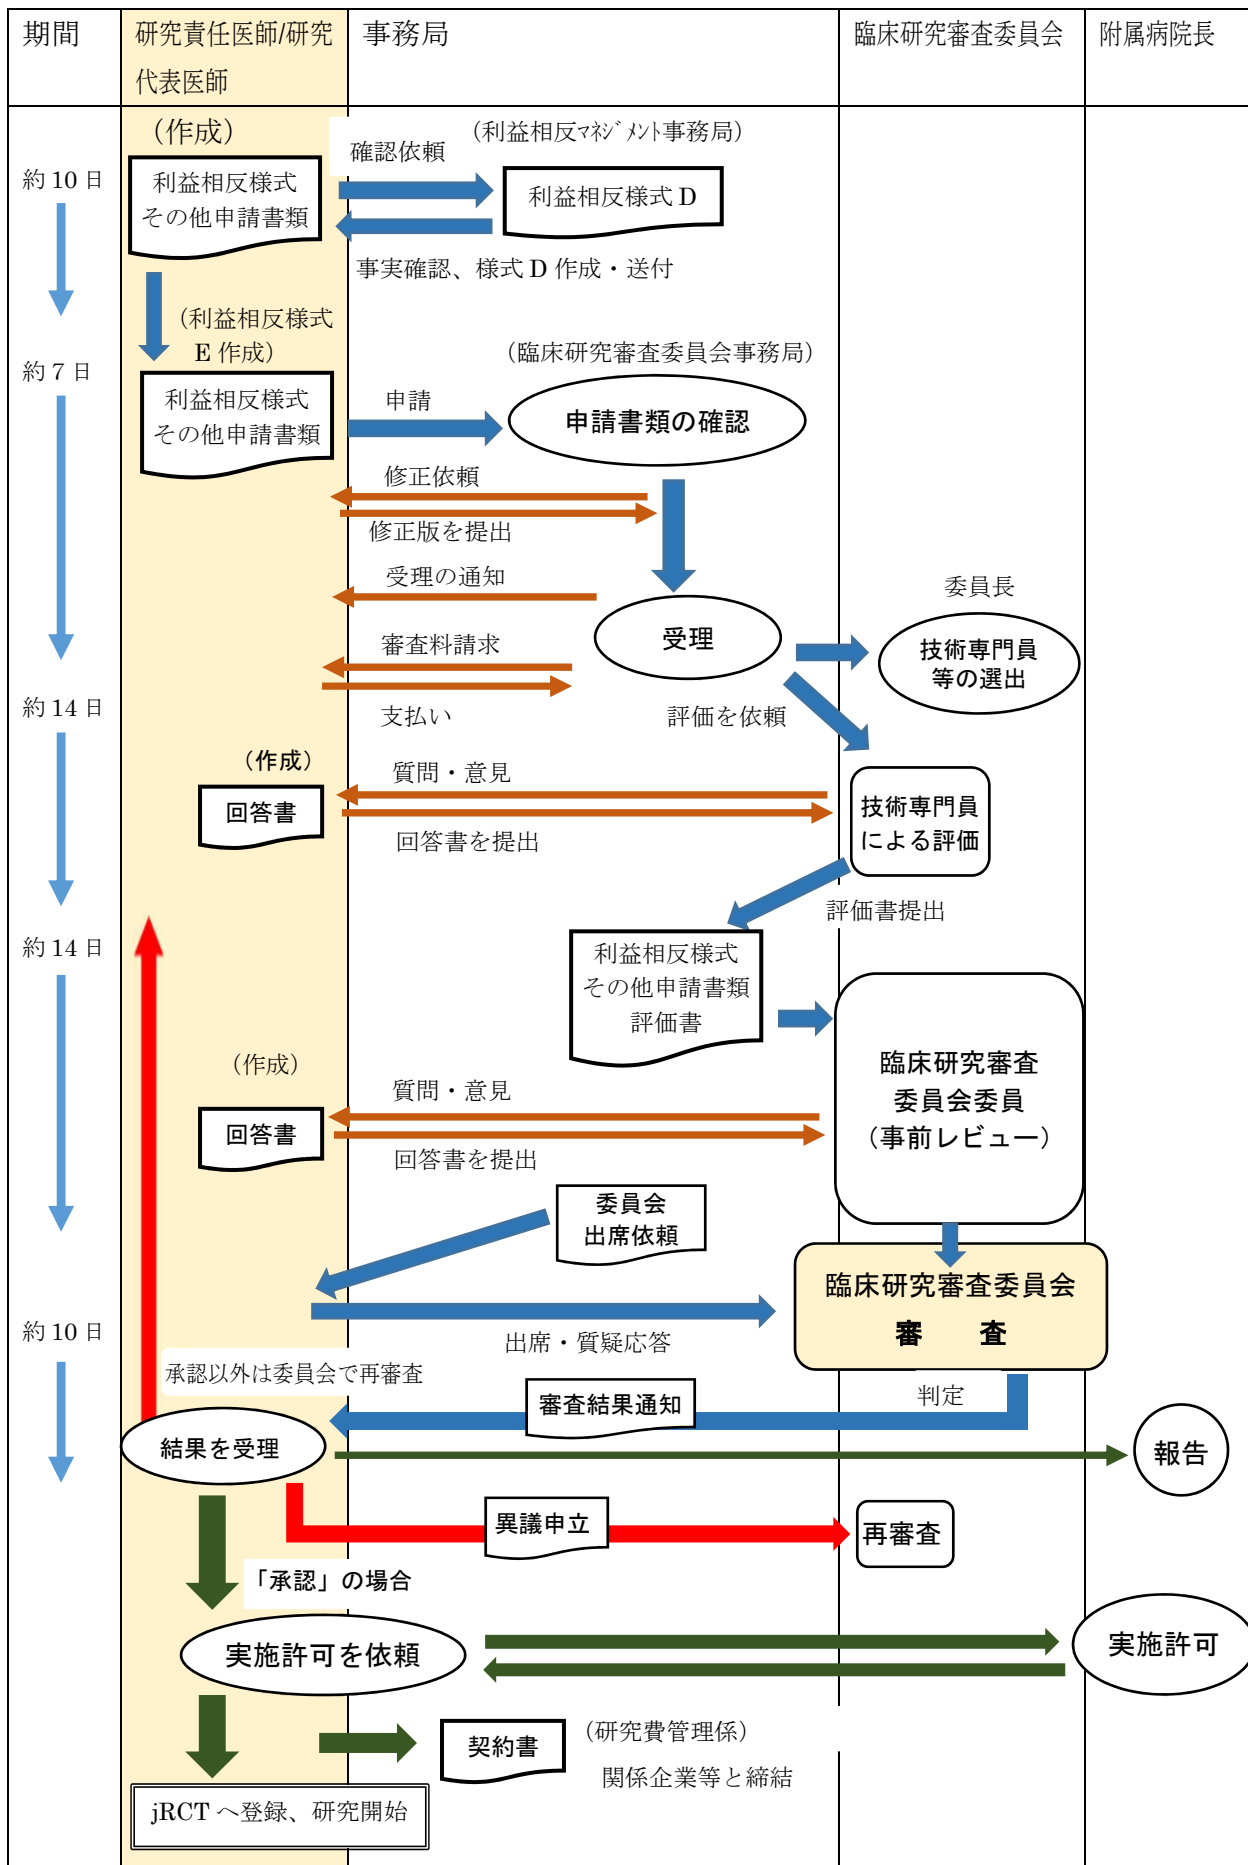 期間
研究責任医師/研究
代表医師
事務局
臨床研究審査委員会
附属病院長
(作成)
(利益相反マネジメント事務局)
確認依頼
約10日
利益相反様式
その他申請書類
利益相反様式 D
事実確認、様式 D 作成・送付
(利益相反様式
E 作成)
(臨床研究審査委員会事務局)
約7日
利益相反様式
その他申請書類
申請
申請書類の確認
修正依頼
修正版を提出
受理の通知
委員長
受理
審査料請求
技術専門員
等の選出
約14日
支払い
評価を依頼
(作成)
質問・意見
回答書
技術専門員
による評価
回答書を提出
評価書提出
約14日
利益相反様式
その他申請書類
評価書
臨床研究審査
委員会委員
(事前レビュー)
(作成)
質問・意見
回答書
回答書を提出
委員会
出席依頼
臨床研究審査委員会
審 査
約10日
出席・質疑応答
承認以外は委員会で再審査
審査結果通知
判定
結果を受理
報告
異議申立
再審査
「承認」の場合
実施許可を依頼
実施許可
契約書
(研究費管理係)
関係企業等と締結
jRCT へ登録、研究開始